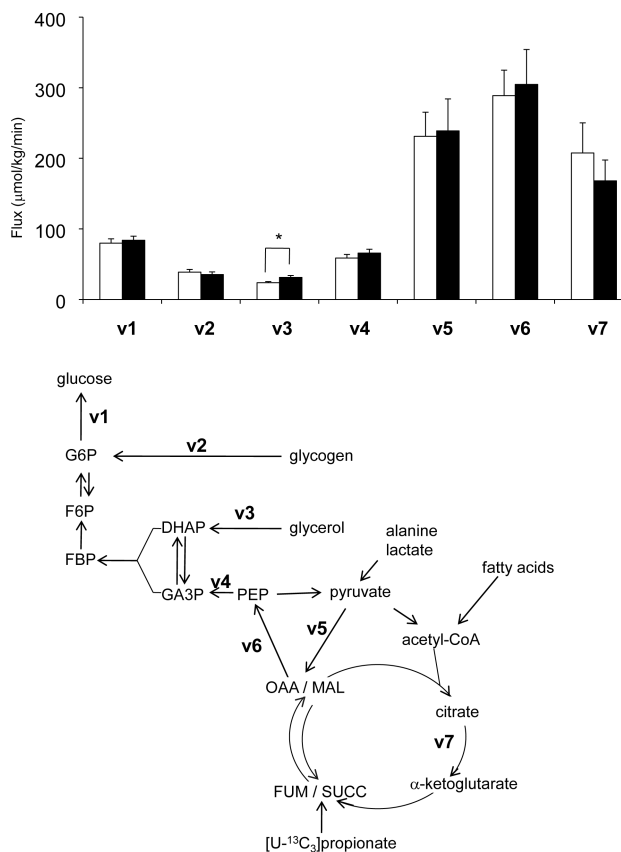 400
300
200
100
0
Flux (μmol/kg/min)
*
v1 v2 v3 v4 v5 v6 v7
glucose
v1
v2
G6P
glycogen
F6P
v3
DHAP
glycerol
alanine
lactate
FBP
fatty acids
v4
GA3P
PEP
pyruvate
v5
acetyl-CoA
v6
OAA / MAL
citrate
v7
α-ketoglutarate
FUM / SUCC
[U-¹³C₃]propionate